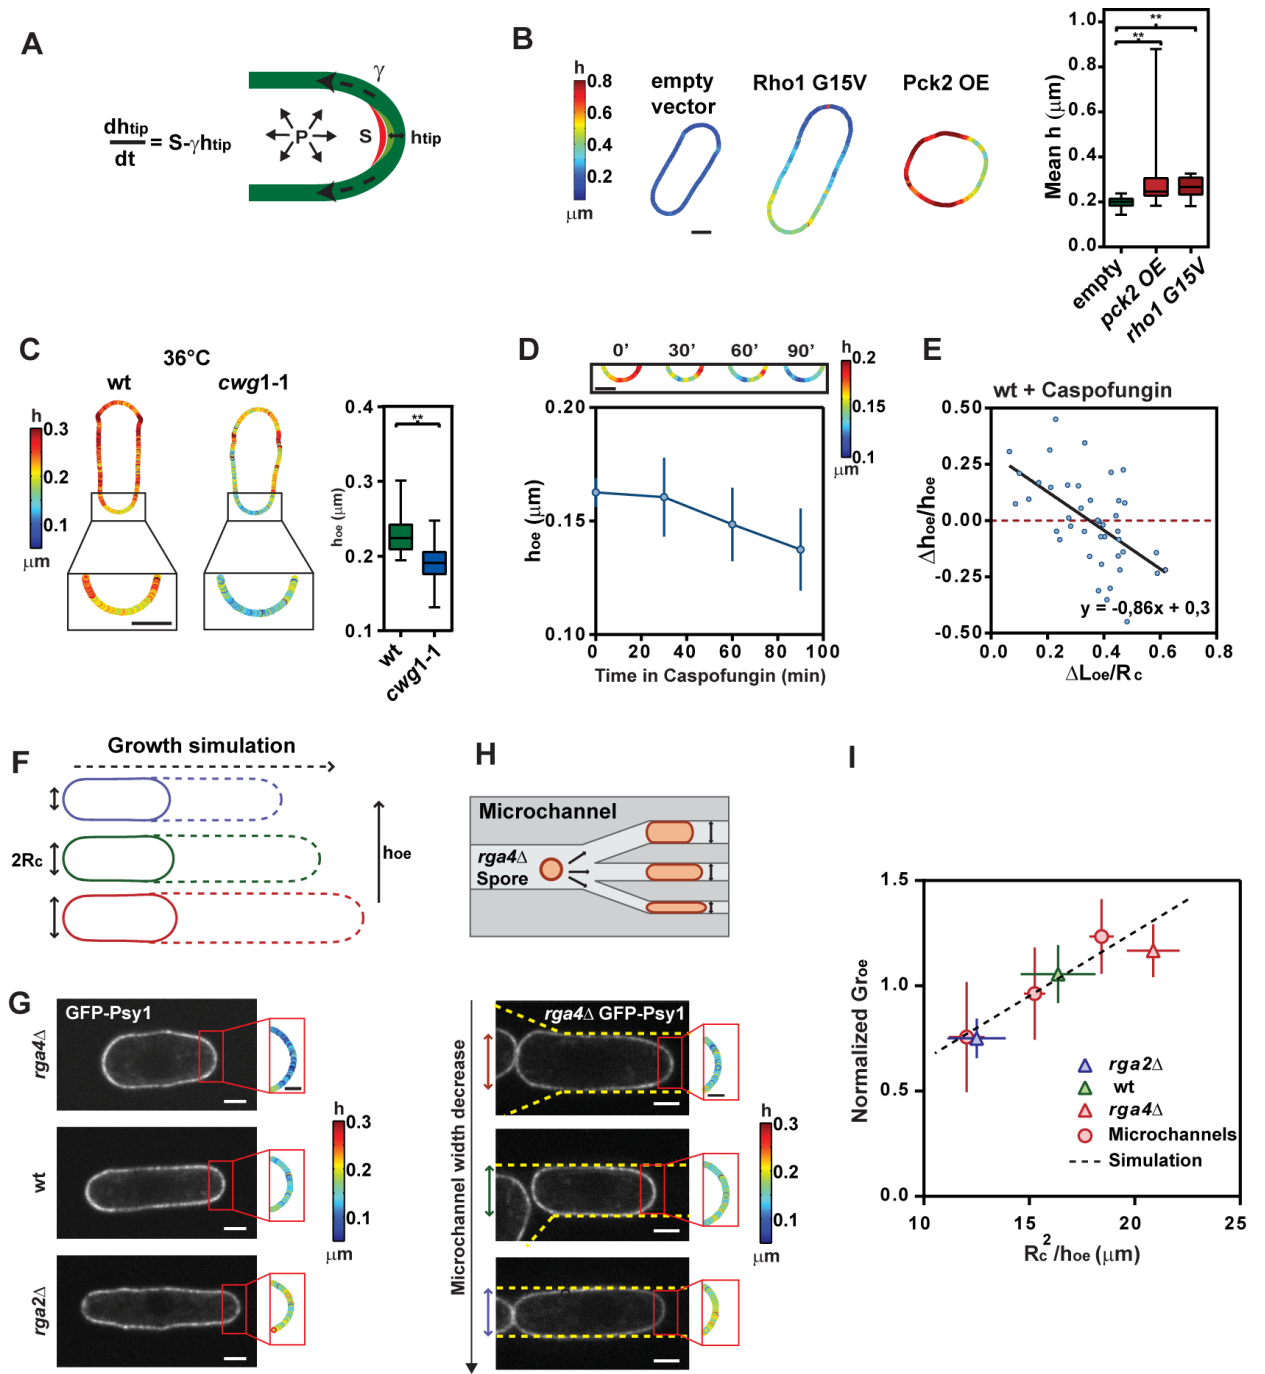 A
dhtip
dt
= S-γhtip
P
S
γ
htip
B
h
0.8
0.6
0.4
0.2
μm
empty
vector
Rho1 G15V
Pck2 OE
Mean h (μm)
1.0
0.8
0.6
0.4
0.2
0.0
**
**
empty
pck2 OE
rho1 G15V
C
36°C
wt
cwg1-1
h
0.3
0.2
0.1
μm
hoe (μm)
0.4
0.3
0.2
0.1
**
wt
cwg1-1
D
0'
30'
60'
90'
h
0.2
0.15
0.1
μm
hoe (μm)
0.20
0.15
0.10
0
20
40
60
80
100
Time in Caspofungin (min)
E
wt + Caspofungin
Δhoe/hoe
0.50
0.25
0.00
-0.25
-0.50
y = -0,86x + 0,3
0.0
0.2
0.4
0.6
0.8
ΔLoe/Rc
F
Growth simulation
2Rc
hoe
G
GFP-Psy1
rga4Δ
wt
rga2Δ
h
0.3
0.2
0.1
μm
H
Microchannel
rga4Δ
Spore
Microchannel width decrease
rga4Δ GFP-Psy1
h
0.3
0.2
0.1
μm
I
Normalized Groe
1.5
1.0
0.5
0.0
rga2Δ
wt
rga4Δ
Microchannels
Simulation
10
15
20
25
Rc²/hoe (μm)